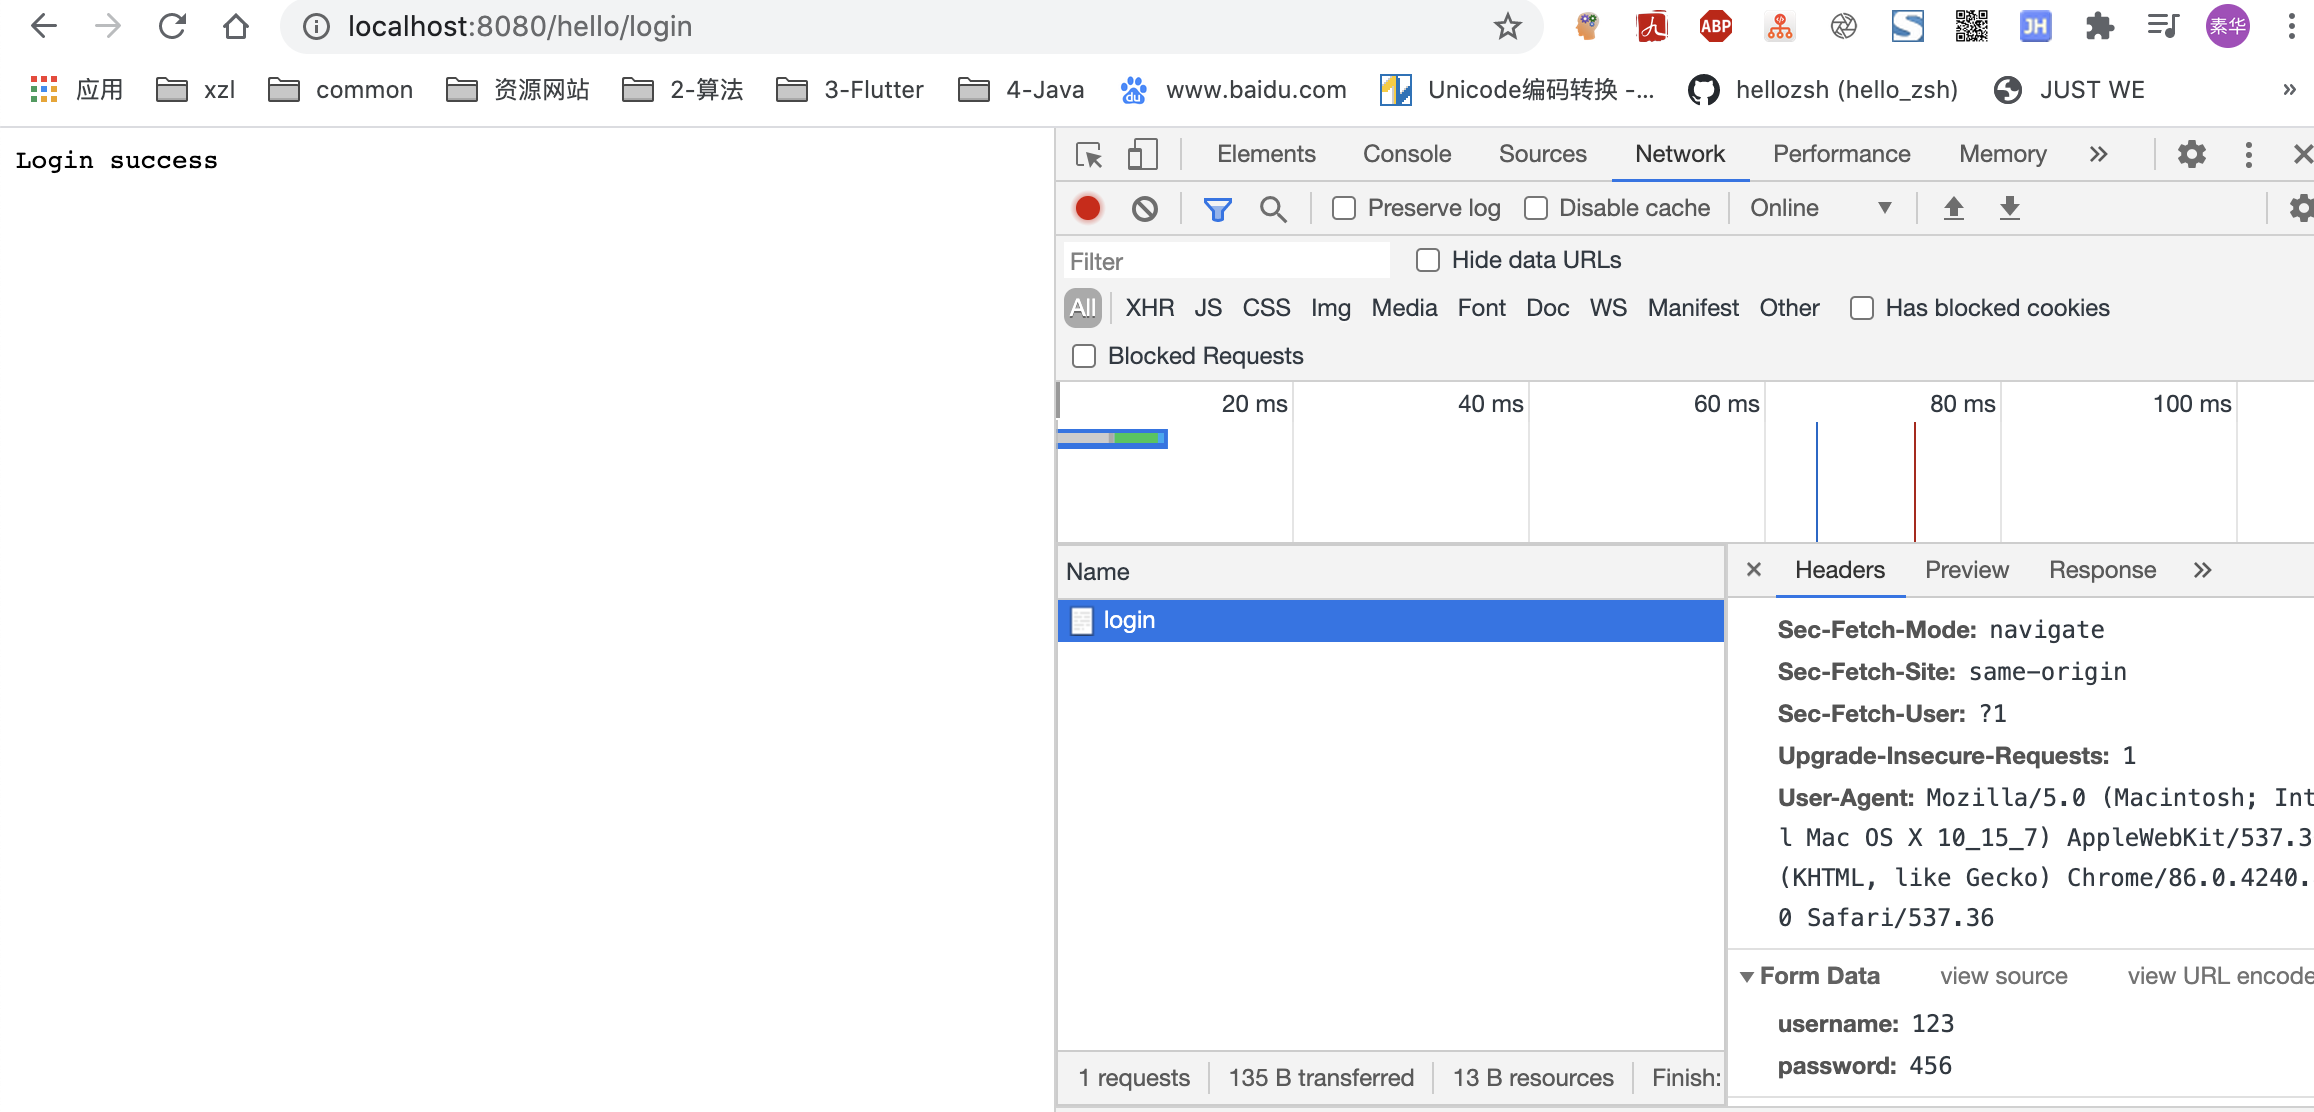 localhost:8080/hello/login
ABP
JH
素华
应用 xzl common 资源网站 2-算法 3-Flutter 4-Java du www.baidu.com Unicode编码转换 -... hellozsh (hello_zsh) JUST WE »
Login success
Elements Console Sources Network Performance Memory »
Preserve log Disable cache Online
Filter Hide data URLs
All XHR JS CSS Img Media Font Doc WS Manifest Other Has blocked cookies
Blocked Requests
20 ms 40 ms 60 ms 80 ms 100 ms
Name
login
1 requests 135 B transferred 13 B resources Finish:
× Headers Preview Response »
Sec-Fetch-Mode: navigate
Sec-Fetch-Site: same-origin
Sec-Fetch-User: ?1
Upgrade-Insecure-Requests: 1
User-Agent: Mozilla/5.0 (Macintosh; Int
l Mac OS X 10_15_7) AppleWebKit/537.3
(KHTML, like Gecko) Chrome/86.0.4240.
0 Safari/537.36
Form Data view source view URL encode
username: 123
password: 456